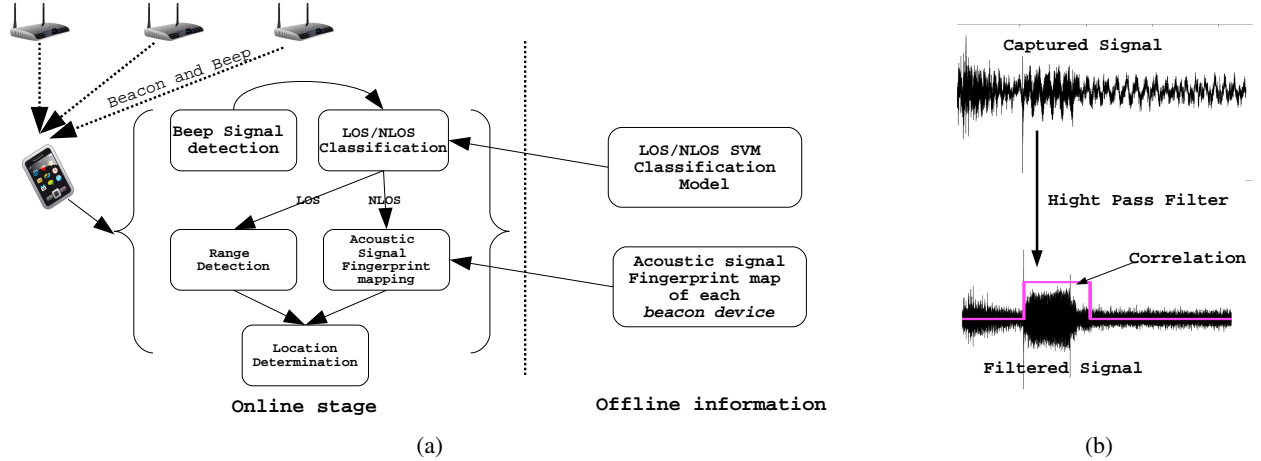 Beacon and Beep
Beep Signal
detection
LOS/NLOS
Classification
LOS
NLOS
Range
Detection
Acoustic
Signal
Fingerprint
mapping
Location
Determination
Online stage
LOS/NLOS SVM
Classification
Model
Acoustic signal
Fingerprint map
of each
beacon device
Offline information
(a)
Captured Signal
Hight Pass Filter
Correlation
Filtered Signal
(b)